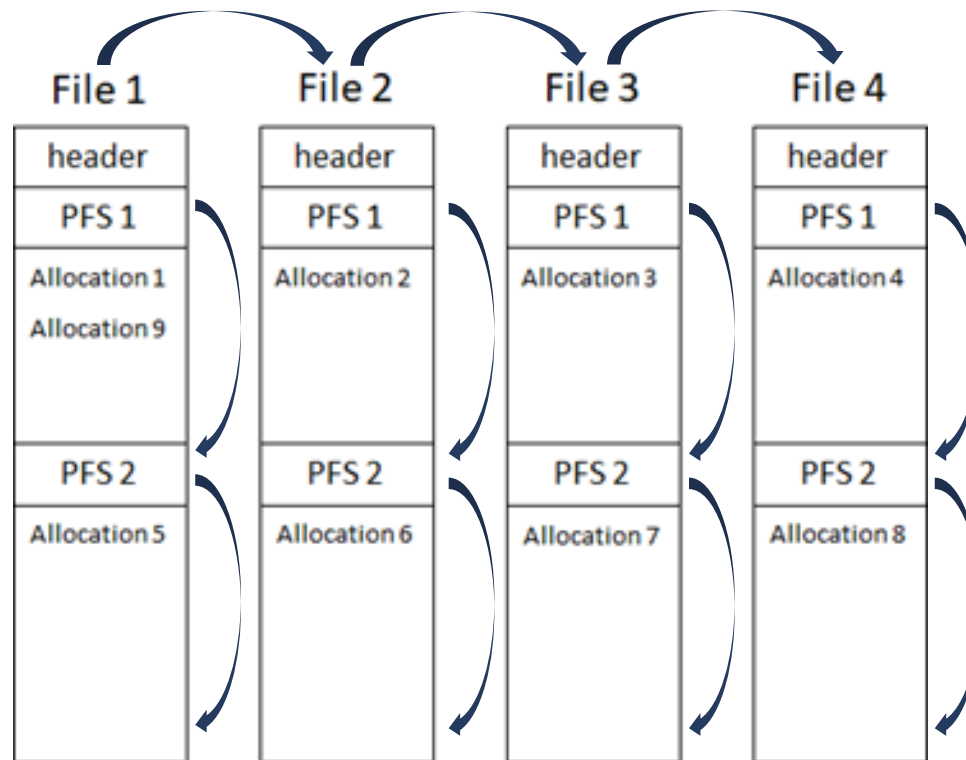 File 1
header
PFS 1
Allocation 1
Allocation 9
PFS 2
Allocation 5
File 2
header
PFS 1
Allocation 2
PFS 2
Allocation 6
File 3
header
PFS 1
Allocation 3
PFS 2
Allocation 7
File 4
header
PFS 1
Allocation 4
PFS 2
Allocation 8